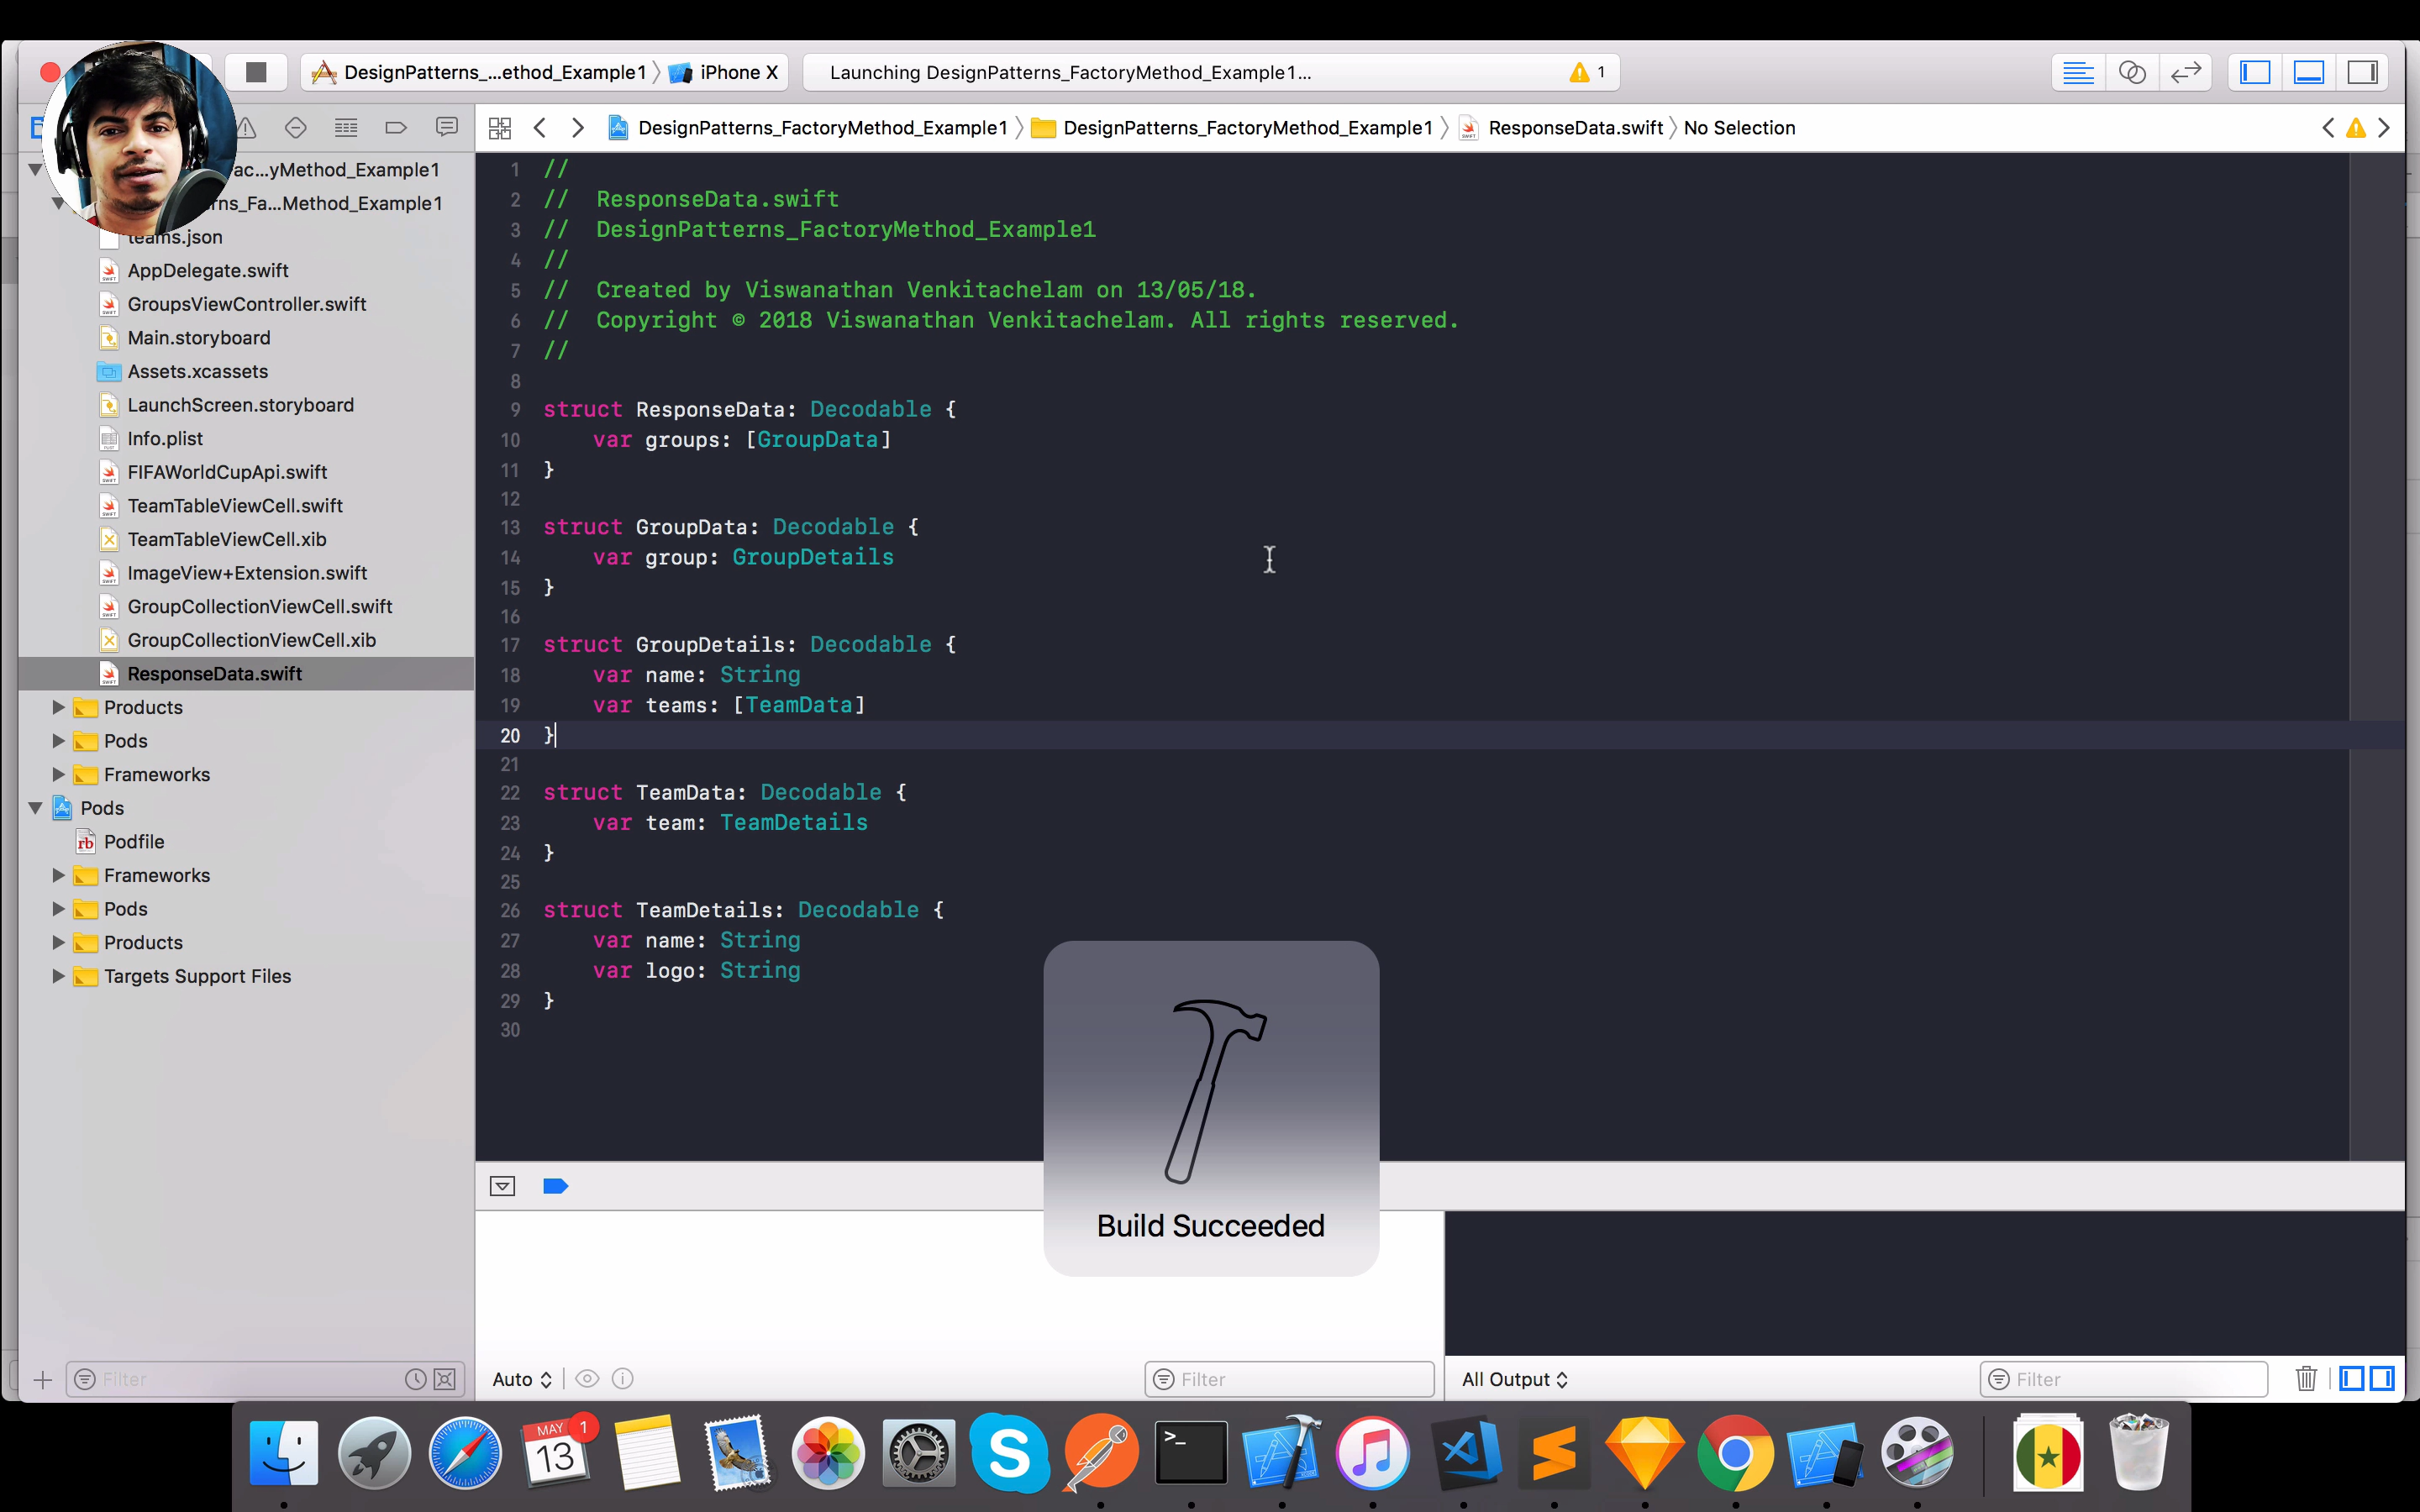 DesignPatterns_...ethod_Example1 iPhone X
Launching DesignPatterns_FactoryMethod_Example1... 1
DesignPatterns_FactoryMethod_Example1 DesignPatterns_FactoryMethod_Example1 ResponseData.swift No Selection
ac...yMethod_Example1
rns_Fa...Method_Example1
teams.json
AppDelegate.swift
GroupsViewController.swift
Main.storyboard
Assets.xcassets
LaunchScreen.storyboard
Info.plist
FIFAWorldCupApi.swift
TeamTableViewCell.swift
TeamTableViewCell.xib
ImageView+Extension.swift
GroupCollectionViewCell.swift
GroupCollectionViewCell.xib
ResponseData.swift
Products
Pods
Frameworks
Pods
Podfile
Frameworks
Pods
Products
Targets Support Files
Filter
1 //
2 // ResponseData.swift
3 // DesignPatterns_FactoryMethod_Example1
4 //
5 // Created by Viswanathan Venkitachelam on 13/05/18.
6 // Copyright © 2018 Viswanathan Venkitachelam. All rights reserved.
7 //
8
9 struct ResponseData: Decodable {
10 var groups: [GroupData]
11 }
12
13 struct GroupData: Decodable {
14 var group: GroupDetails
15 }
16
17 struct GroupDetails: Decodable {
18 var name: String
19 var teams: [TeamData]
20 }
21
22 struct TeamData: Decodable {
23 var team: TeamDetails
24 }
25
26 struct TeamDetails: Decodable {
27 var name: String
28 var logo: String
29 }
30
Build Succeeded
Auto Filter All Output Filter
MAY 1
13
S
>_